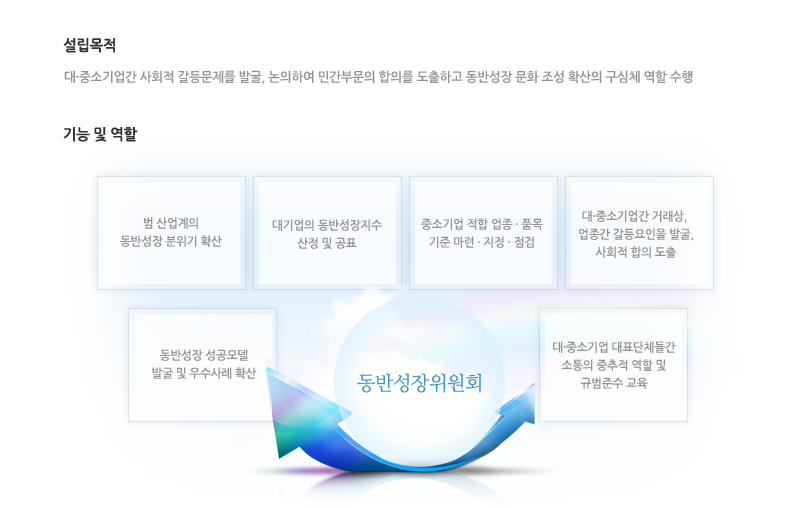 설립목적
대·중소기업간 사회적 갈등문제를 발굴, 논의하여 민간부문의 합의를 도출하고 동반성장 문화 조성 확산의 구심체 역할 수행
기능 및 역할
범 산업계의
동반성장 분위기 확산
대기업의 동반성장지수
산정 및 공표
중소기업 적합 업종 · 품목
기준 마련 · 지정 · 점검
대·중소기업간 거래상,
업종간 갈등요인을 발굴,
사회적 합의 도출
동반성장 성공모델
발굴 및 우수사례 확산
동반성장위원회
대·중소기업 대표단체들간
소통의 중추적 역할 및
규범준수 교육